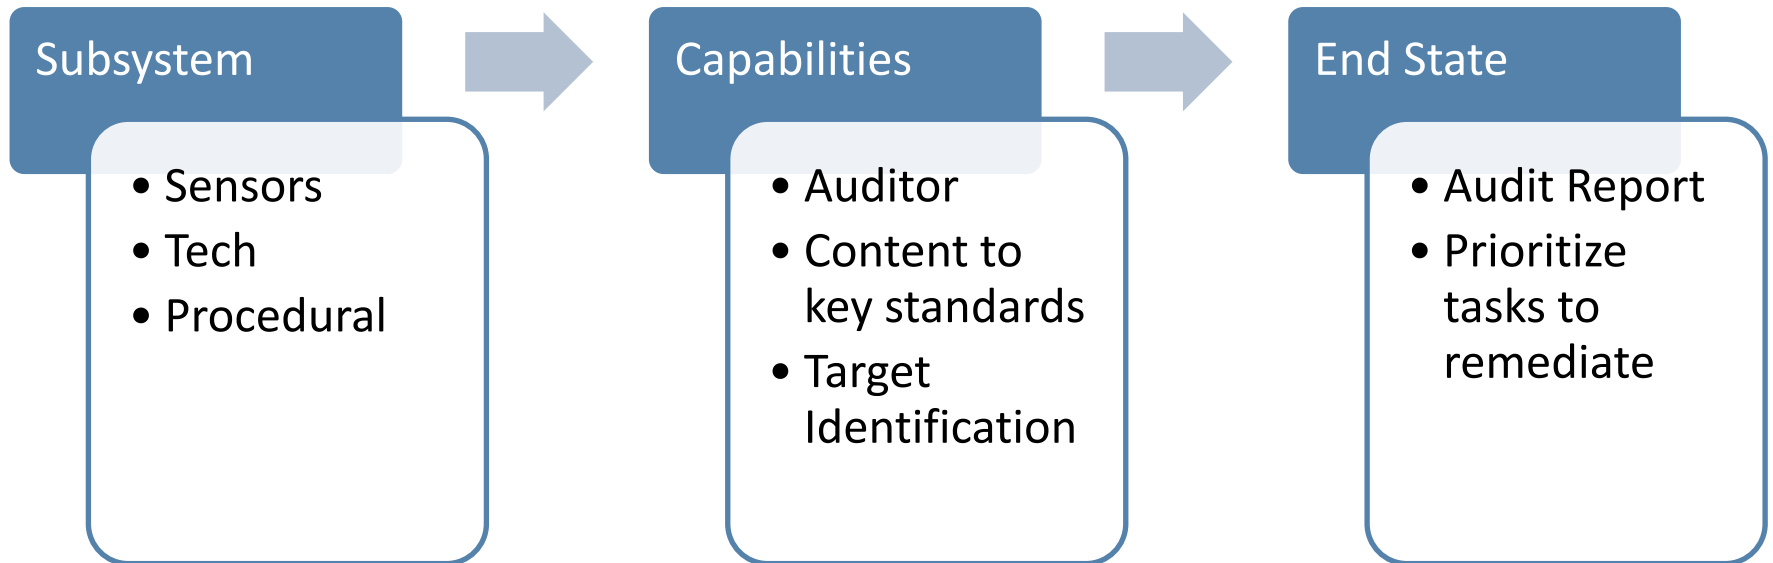 Subsystem
• Sensors
• Tech
• Procedural
Capabilities
• Auditor
• Content to
key standards
• Target
Identification
End State
• Audit Report
• Prioritize
tasks to
remediate